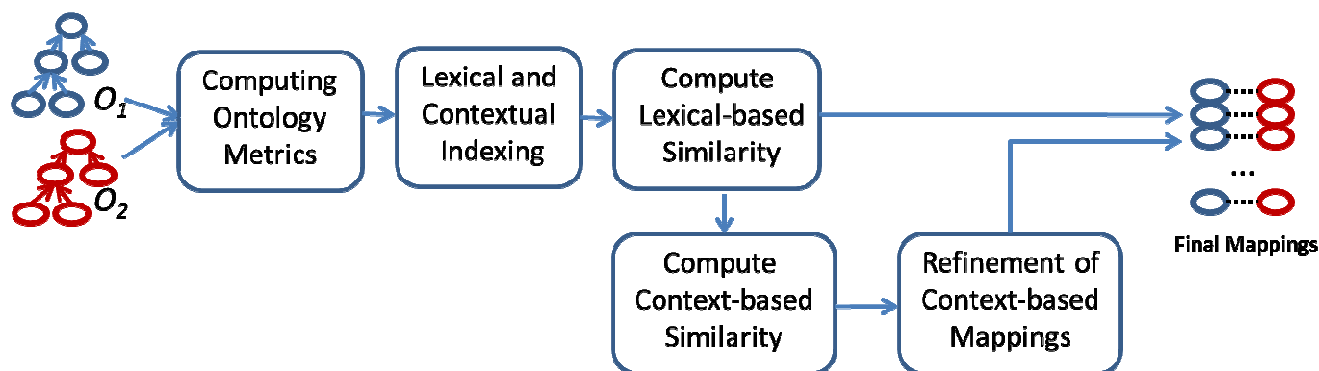 O1
O2
Computing
Ontology
Metrics
Lexical and
Contextual
Indexing
Compute
Lexical-based
Similarity
Compute
Context-based
Similarity
Refinement of
Context-based
Mappings
...
Final Mappings